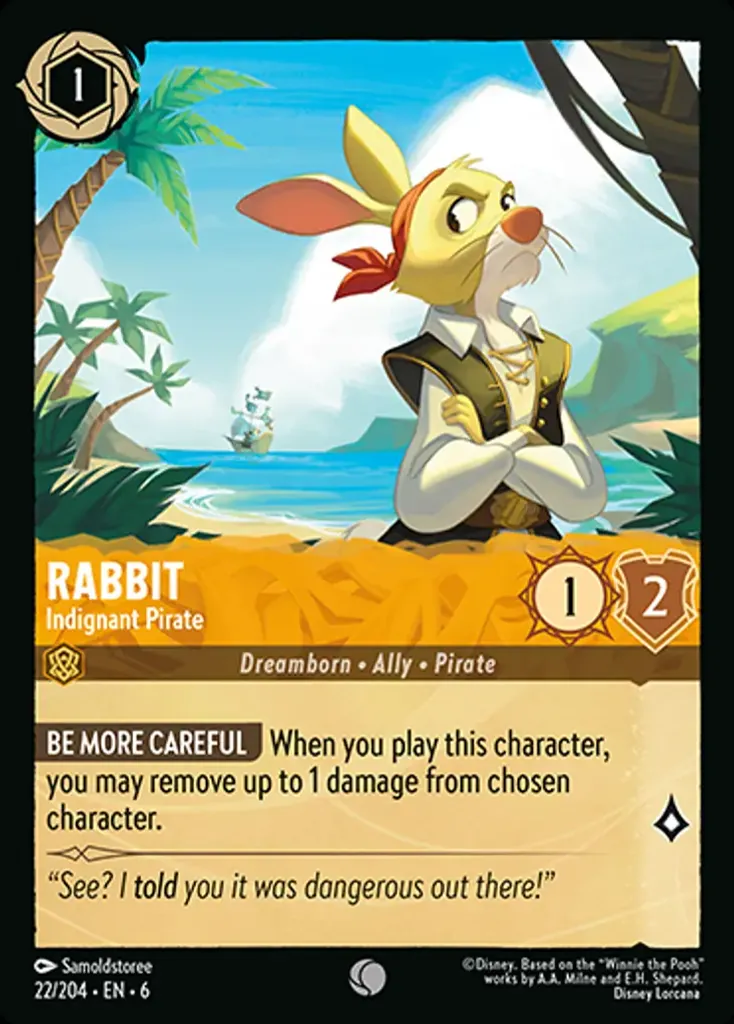 1
RABBIT
Indignant Pirate
1
2
Dreamborn • Ally • Pirate
BE MORE CAREFUL When you play this character,
you may remove up to 1 damage from chosen
character.
“See? I told you it was dangerous out there!”
Samoldstoree
22/204 • EN • 6
©Disney. Based on the “Winnie the Pooh”
works by A.A. Milne and E.H. Shepard.
Disney Lorcana